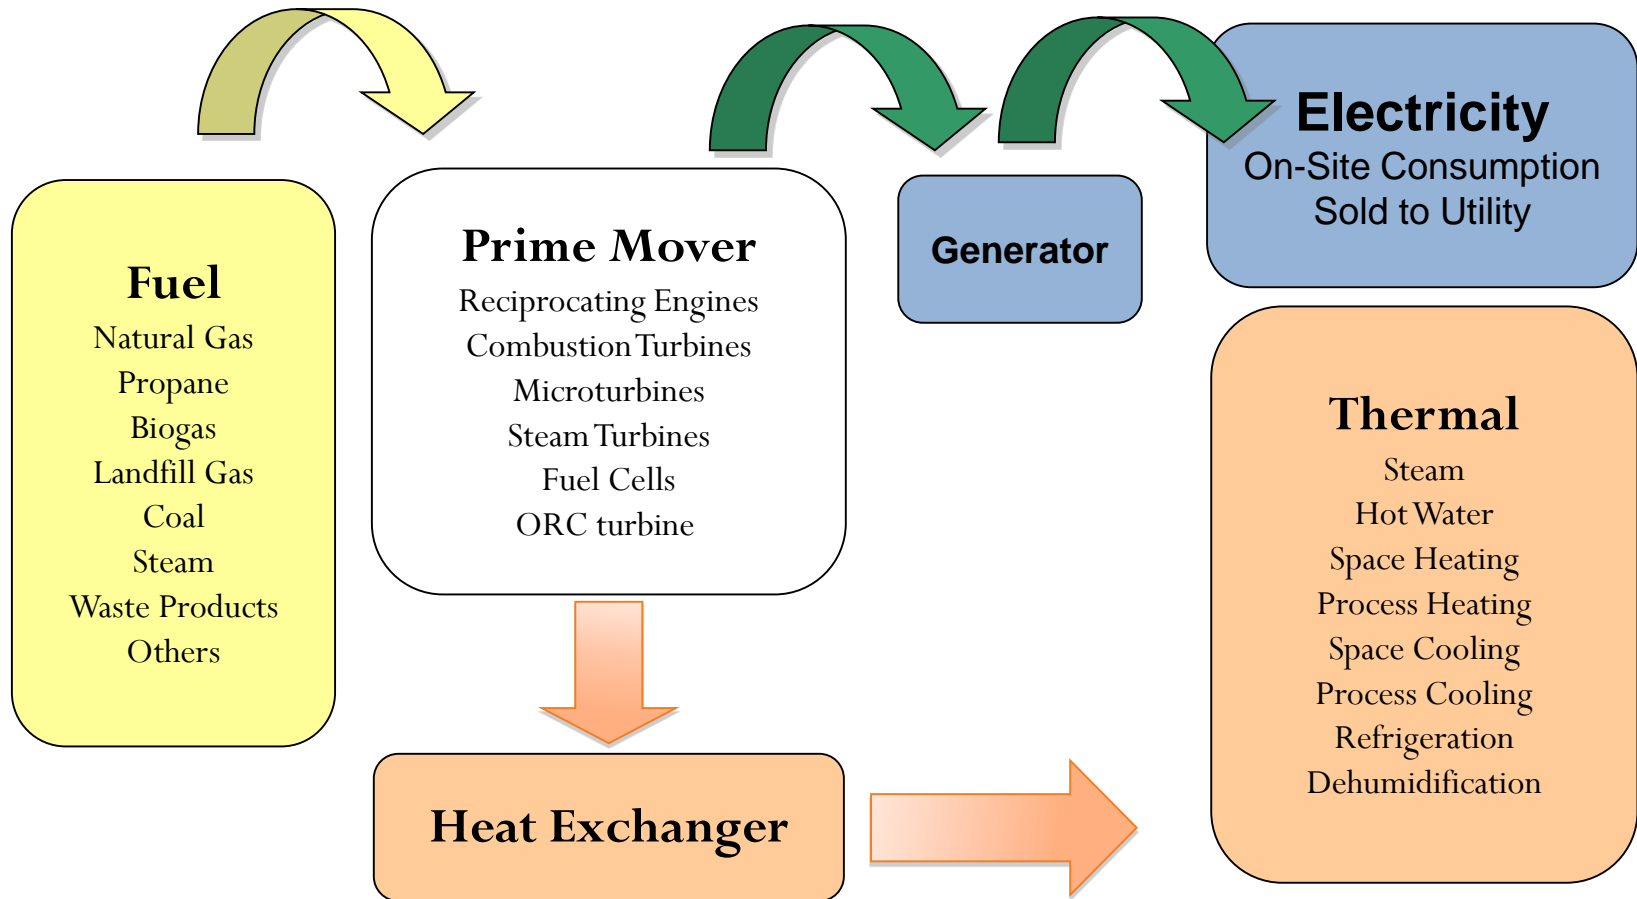 Fuel
Natural Gas
Propane
Biogas
Landfill Gas
Coal
Steam
Waste Products
Others
Prime Mover
Reciprocating Engines
Combustion Turbines
Microturbines
Steam Turbines
Fuel Cells
ORC turbine
Generator
Electricity
On-Site Consumption
Sold to Utility
Heat Exchanger
Thermal
Steam
Hot Water
Space Heating
Process Heating
Space Cooling
Process Cooling
Refrigeration
Dehumidification